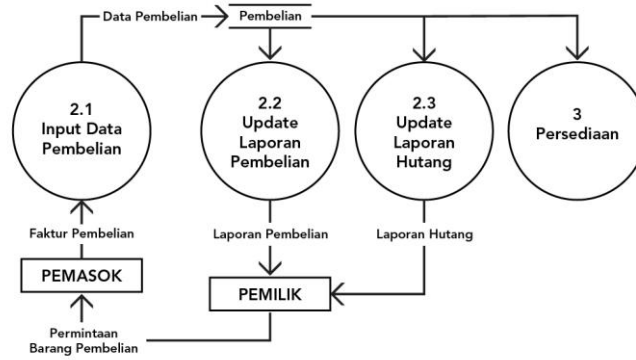 Data Pembelian
Pembelian
2.1
Input Data
Pembelian
2.2
Update
Laporan
Pembelian
2.3
Update
Laporan
Hutang
3
Persediaan
Faktur Pembelian
Laporan Pembelian
Laporan Hutang
PEMASOK
PEMILIK
Permintaan
Barang Pembelian